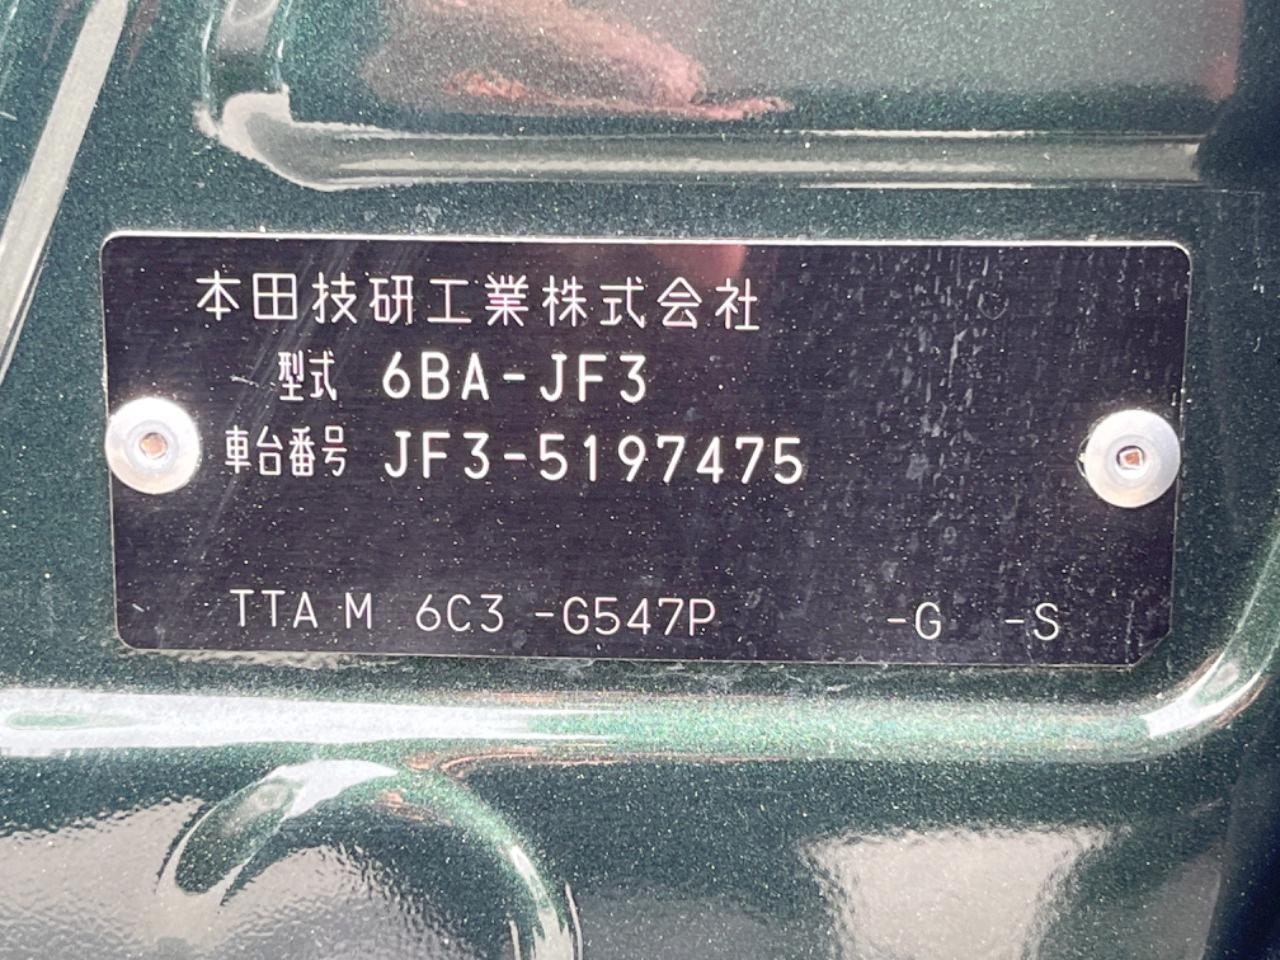 本田技研工業株式会社
型式 6BA-JF3
車台番号 JF3-5197475
TTA M 6C3 -G547P -G -S